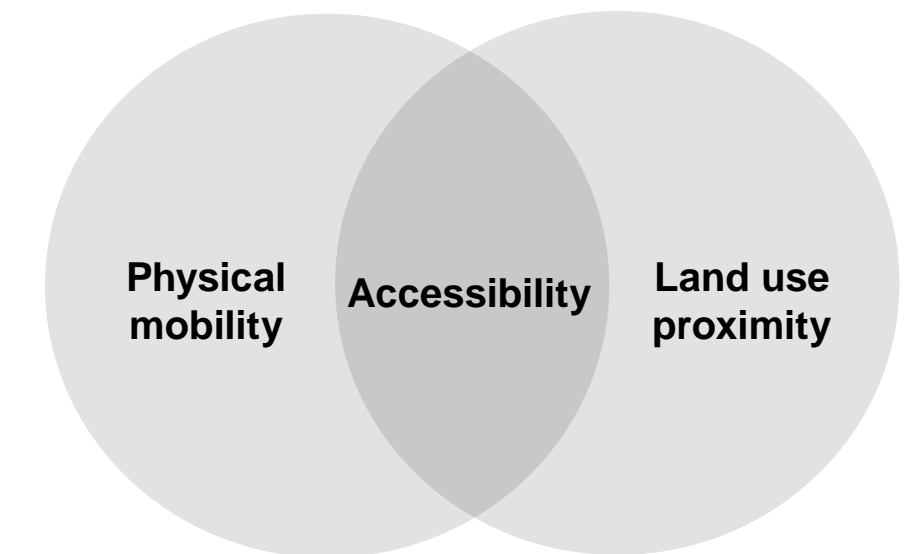 Physical
mobility
Accessibility
Land use
proximity